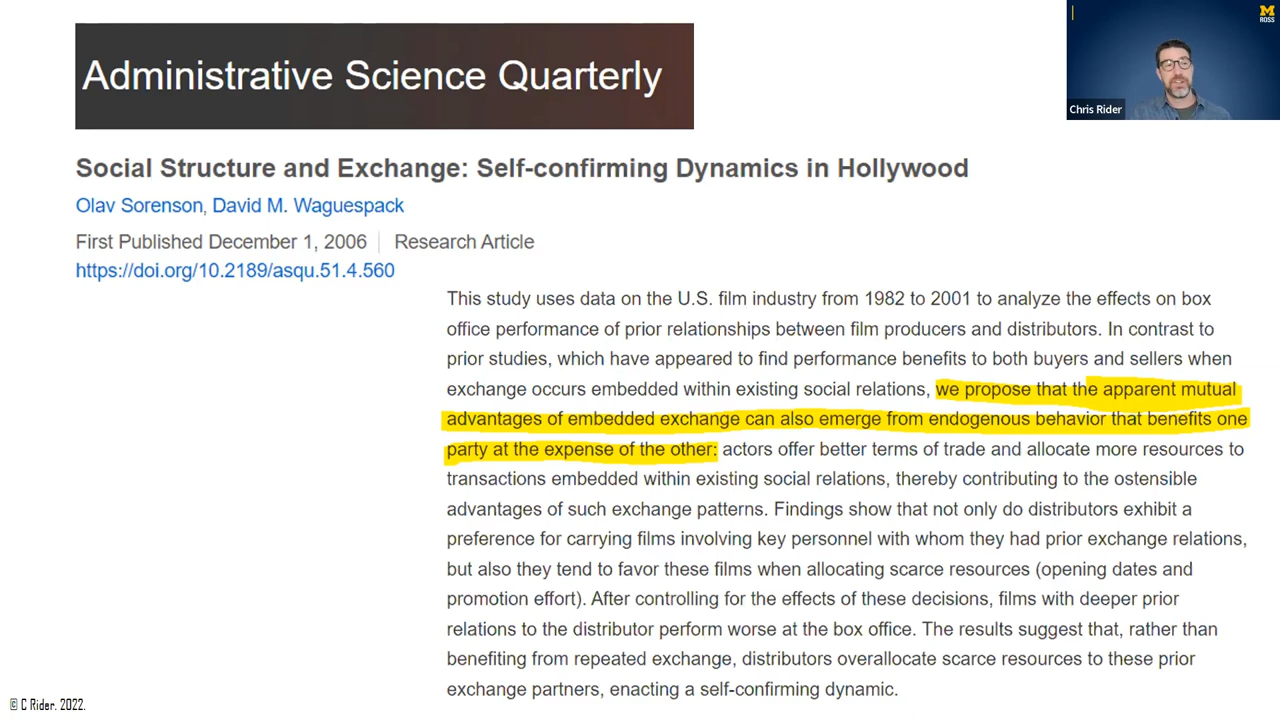 M
ROSS
Administrative Science Quarterly
Chris Rider
Social Structure and Exchange: Self-confirming Dynamics in Hollywood
Olav Sorenson, David M. Waguespack
First Published December 1, 2006 | Research Article
https://doi.org/10.2189/asqu.51.4.560
This study uses data on the U.S. film industry from 1982 to 2001 to analyze the effects on box
office performance of prior relationships between film producers and distributors. In contrast to
prior studies, which have appeared to find performance benefits to both buyers and sellers when
exchange occurs embedded within existing social relations, we propose that the apparent mutual
advantages of embedded exchange can also emerge from endogenous behavior that benefits one
party at the expense of the other: actors offer better terms of trade and allocate more resources to
transactions embedded within existing social relations, thereby contributing to the ostensible
advantages of such exchange patterns. Findings show that not only do distributors exhibit a
preference for carrying films involving key personnel with whom they had prior exchange relations,
but also they tend to favor these films when allocating scarce resources (opening dates and
promotion effort). After controlling for the effects of these decisions, films with deeper prior
relations to the distributor perform worse at the box office. The results suggest that, rather than
benefiting from repeated exchange, distributors overallocate scarce resources to these prior
exchange partners, enacting a self-confirming dynamic.
© C Rider. 2022.